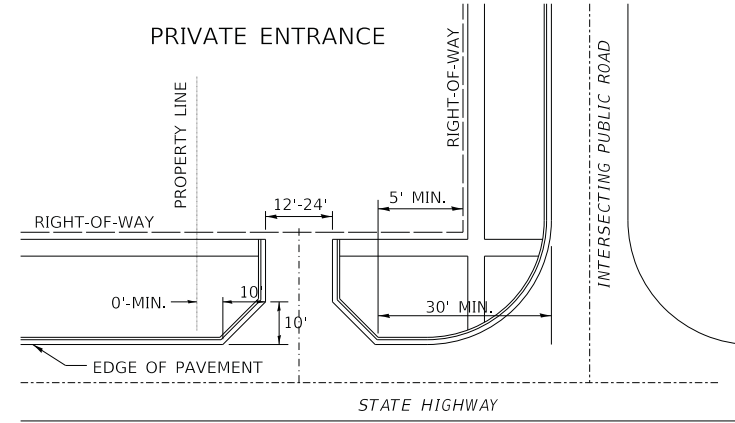 PRIVATE ENTRANCE
RIGHT-OF-WAY
INTERSECTING PUBLIC ROAD
PROPERTY LINE
12'-24'
5' MIN.
RIGHT-OF-WAY
0'-MIN.
10'
10'
30' MIN.
EDGE OF PAVEMENT
STATE HIGHWAY